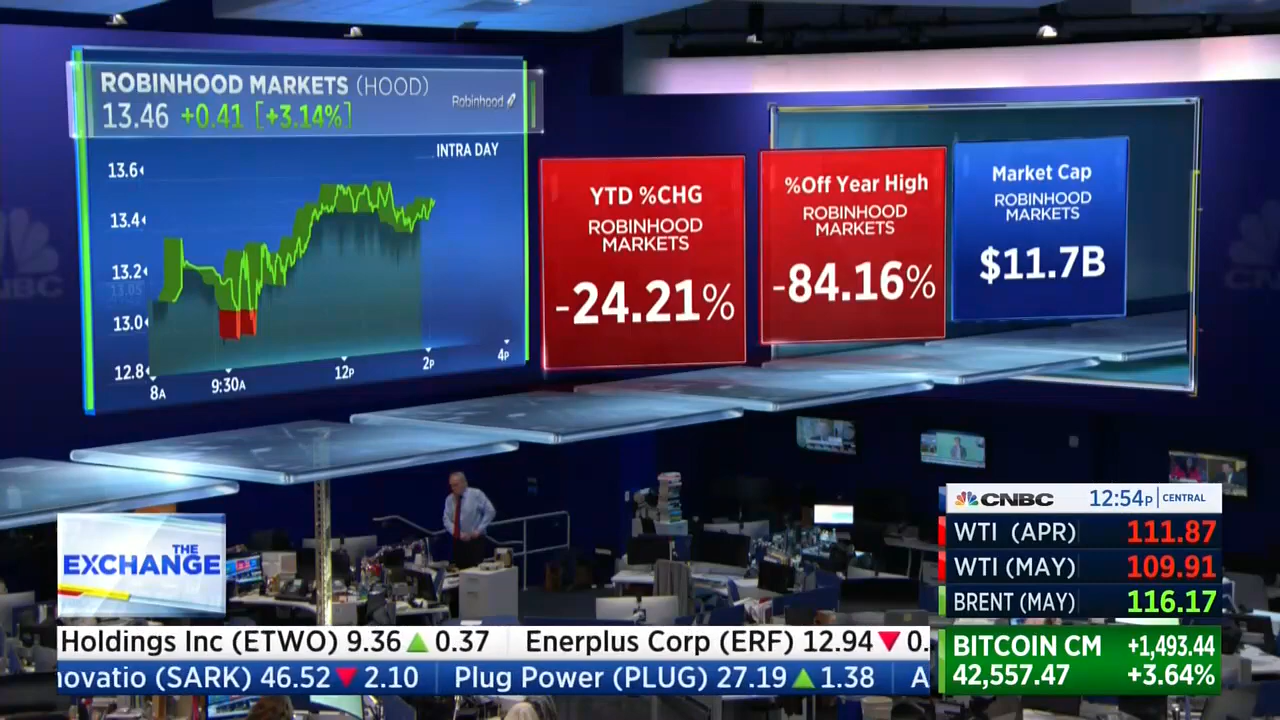 ROBINHOOD MARKETS (HOOD)
13.46 +0.41 [+3.14%]
Robinhood
INTRA DAY
13.6
13.4
13.2
13.05
13.0
12.8
8A 9:30A 12P 2P 4P
YTD %CHG
ROBINHOOD
MARKETS
-24.21%
%Off Year High
ROBINHOOD
MARKETS
-84.16%
Market Cap
ROBINHOOD
MARKETS
$11.7B
THE
EXCHANGE
CNBC 12:54P CENTRAL
WTI (APR) 111.87
WTI (MAY) 109.91
BRENT (MAY) 116.17
BITCOIN CM +1,493.44
42,557.47 +3.64%
Holdings Inc (ETWO) 9.36 ▲ 0.37 Enerplus Corp (ERF) 12.94 ▼ 0.
novatio (SARK) 46.52 ▼ 2.10 Plug Power (PLUG) 27.19 ▲ 1.38 A